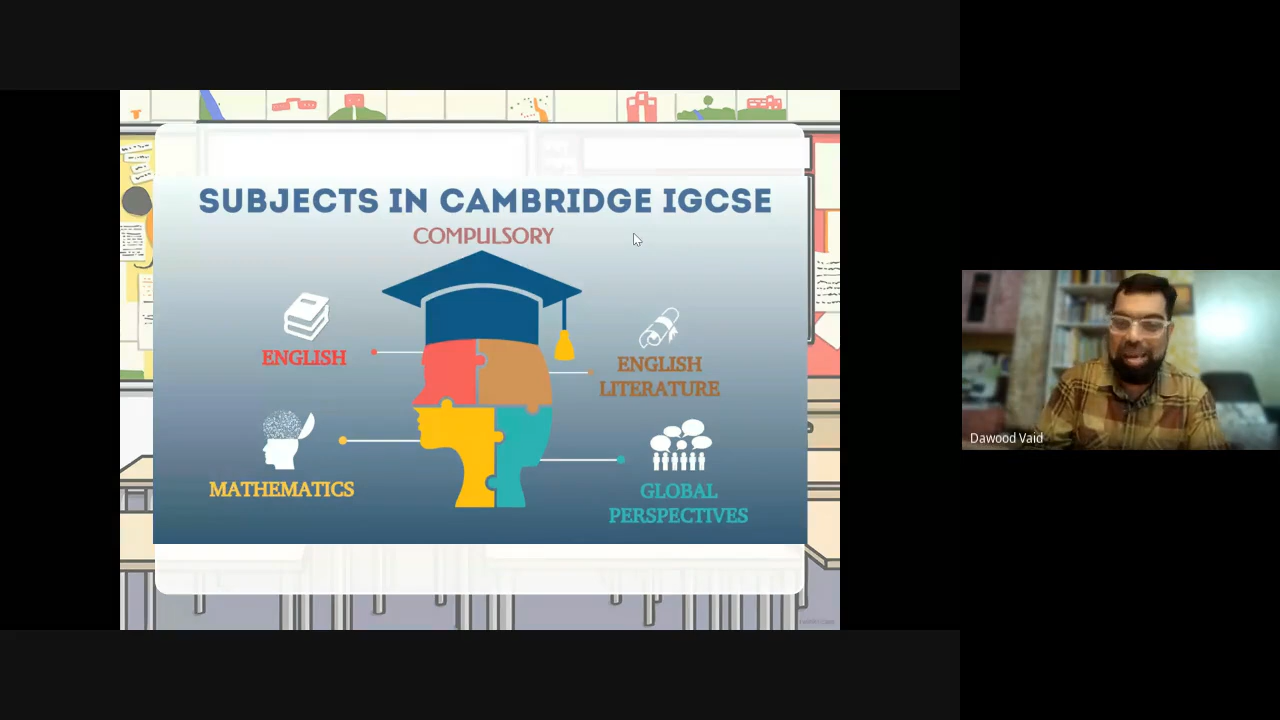 SUBJECTS IN CAMBRIDGE IGCSE
COMPULSORY
ENGLISH
ENGLISH
LITERATURE
MATHEMATICS
GLOBAL
PERSPECTIVES
Dawood Vaid